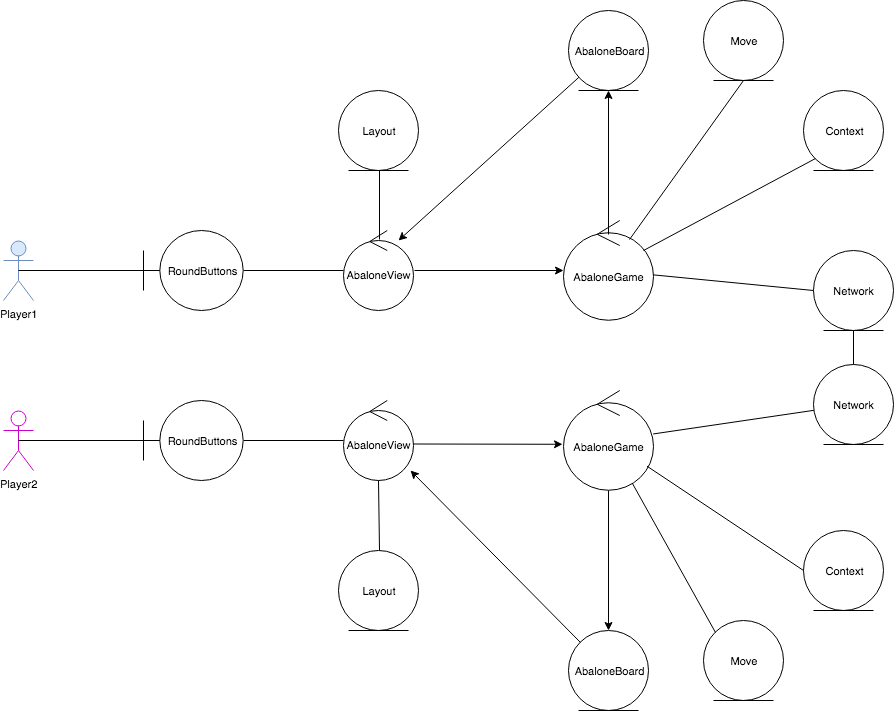 Move
AbaloneBoard
Layout
Context
RoundButtons
AbaloneView
AbaloneGame
Network
Player1
Network
RoundButtons
AbaloneView
AbaloneGame
Player2
Context
Layout
Move
AbaloneBoard